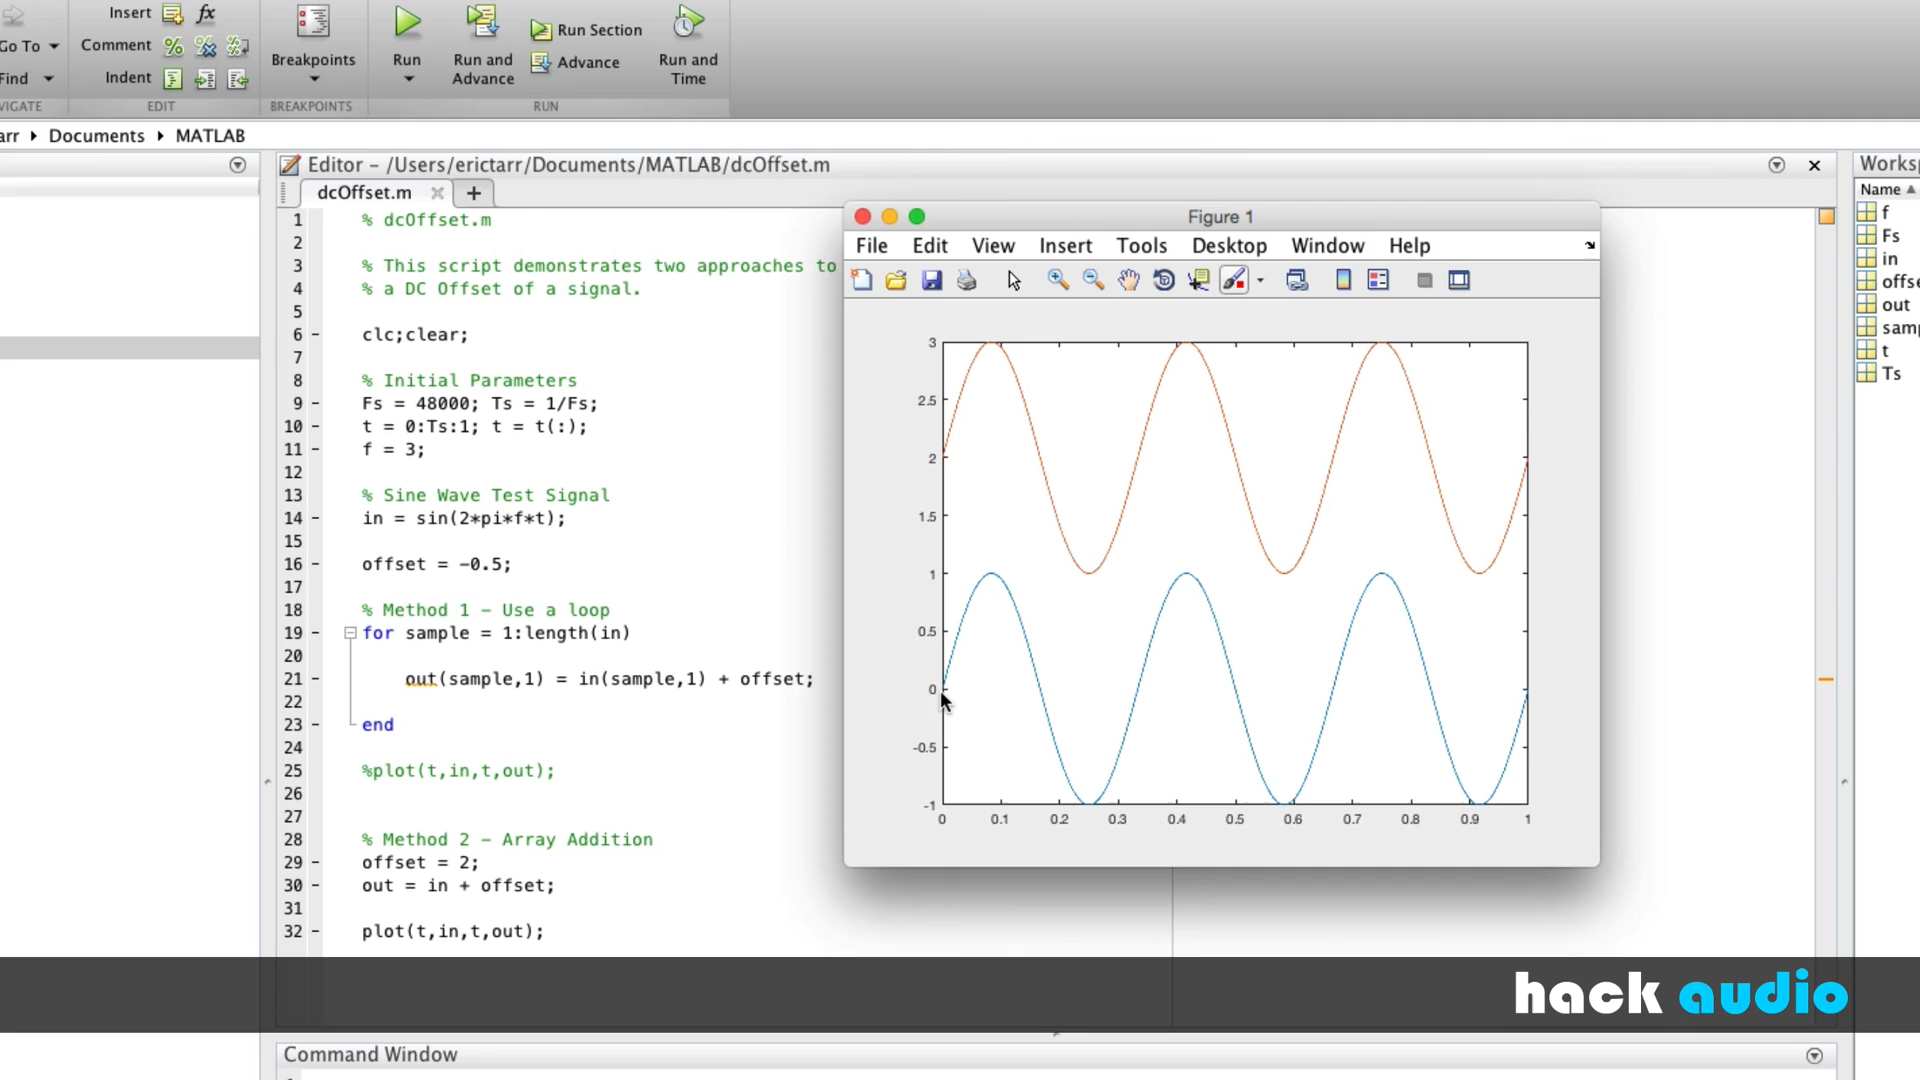 Insert fx
Go To
Comment
Find
Indent
Breakpoints
Run
Run and
Advance
Run Section
Advance
Run and
Time
VIGATE
EDIT
BREAKPOINTS
RUN
arr ▸ Documents ▸ MATLAB
Editor – /Users/erictarr/Documents/MATLAB/dcOffset.m
dcOffset.m
1 % dcOffset.m
2
3 % This script demonstrates two approaches to
4 % a DC Offset of a signal.
5
6 – clc;clear;
7
8 % Initial Parameters
9 – Fs = 48000; Ts = 1/Fs;
10 – t = 0:Ts:1; t = t(:);
11 – f = 3;
12
13 % Sine Wave Test Signal
14 – in = sin(2*pi*f*t);
15
16 – offset = -0.5;
17
18 % Method 1 – Use a loop
19 – for sample = 1:length(in)
20
21 – out(sample,1) = in(sample,1) + offset;
22
23 – end
24
25 %plot(t,in,t,out);
26
27
28 % Method 2 – Array Addition
29 – offset = 2;
30 – out = in + offset;
31
32 – plot(t,in,t,out);
Figure 1
File Edit View Insert Tools Desktop Window Help
3
2.5
2
1.5
1
0.5
0
-0.5
-1
0 0.1 0.2 0.3 0.4 0.5 0.6 0.7 0.8 0.9 1
Works
Name
f
Fs
in
offse
out
sam
t
Ts
hack audio
Command Window